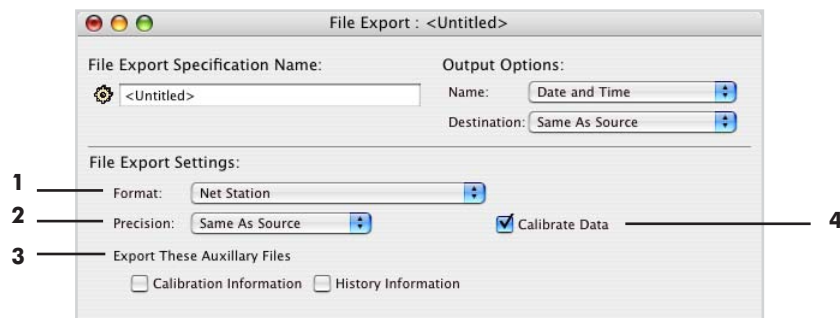 File Export : <Untitled>
File Export Specification Name:
<Untitled>
Output Options:
Name: Date and Time
Destination: Same As Source
File Export Settings:
1 Format: Net Station
2 Precision: Same As Source
Calibrate Data 4
3 Export These Auxillary Files
Calibration Information History Information